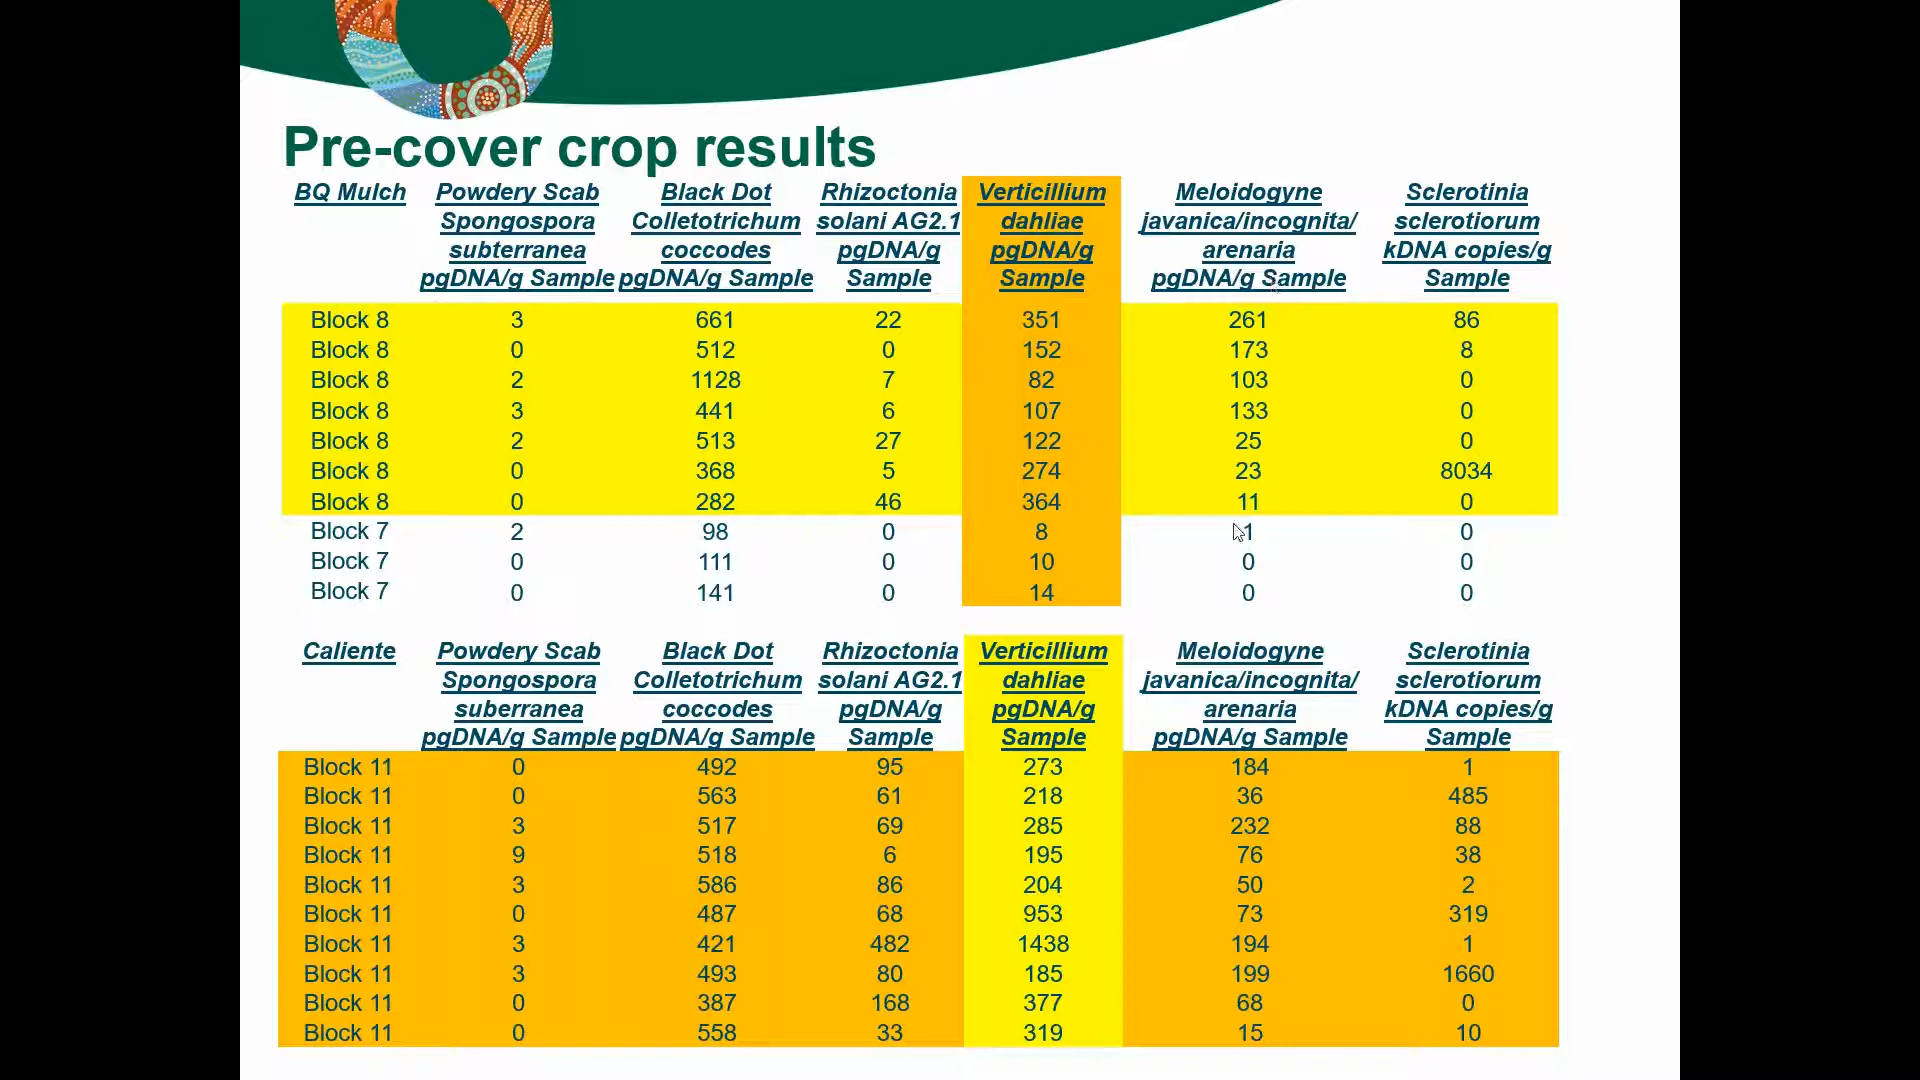 Pre-cover crop results
BQ Mulch Powdery Scab Black Dot Rhizoctonia Verticillium Meloidogyne Sclerotinia
Spongospora Colletotrichum solani AG2.1 dahliae javanica/incognita/ sclerotiorum
subterranea coccodes pgDNA/g pgDNA/g arenaria kDNA copies/g
pgDNA/g Sample pgDNA/g Sample Sample Sample pgDNA/g Sample Sample
Block 8 3 661 22 351 261 86
Block 8 0 512 0 152 173 8
Block 8 2 1128 7 82 103 0
Block 8 3 441 6 107 133 0
Block 8 2 513 27 122 25 0
Block 8 0 368 5 274 23 8034
Block 8 0 282 46 364 11 0
Block 7 2 98 0 8 1 0
Block 7 0 111 0 10 0 0
Block 7 0 141 0 14 0 0
Caliente Powdery Scab Black Dot Rhizoctonia Verticillium Meloidogyne Sclerotinia
Spongospora Colletotrichum solani AG2.1 dahliae javanica/incognita/ sclerotiorum
suberranea coccodes pgDNA/g pgDNA/g arenaria kDNA copies/g
pgDNA/g Sample pgDNA/g Sample Sample Sample pgDNA/g Sample Sample
Block 11 0 492 95 273 184 1
Block 11 0 563 61 218 36 485
Block 11 3 517 69 285 232 88
Block 11 9 518 6 195 76 38
Block 11 3 586 86 204 50 2
Block 11 0 487 68 953 73 319
Block 11 3 421 482 1438 194 1
Block 11 3 493 80 185 199 1660
Block 11 0 387 168 377 68 0
Block 11 0 558 33 319 15 10